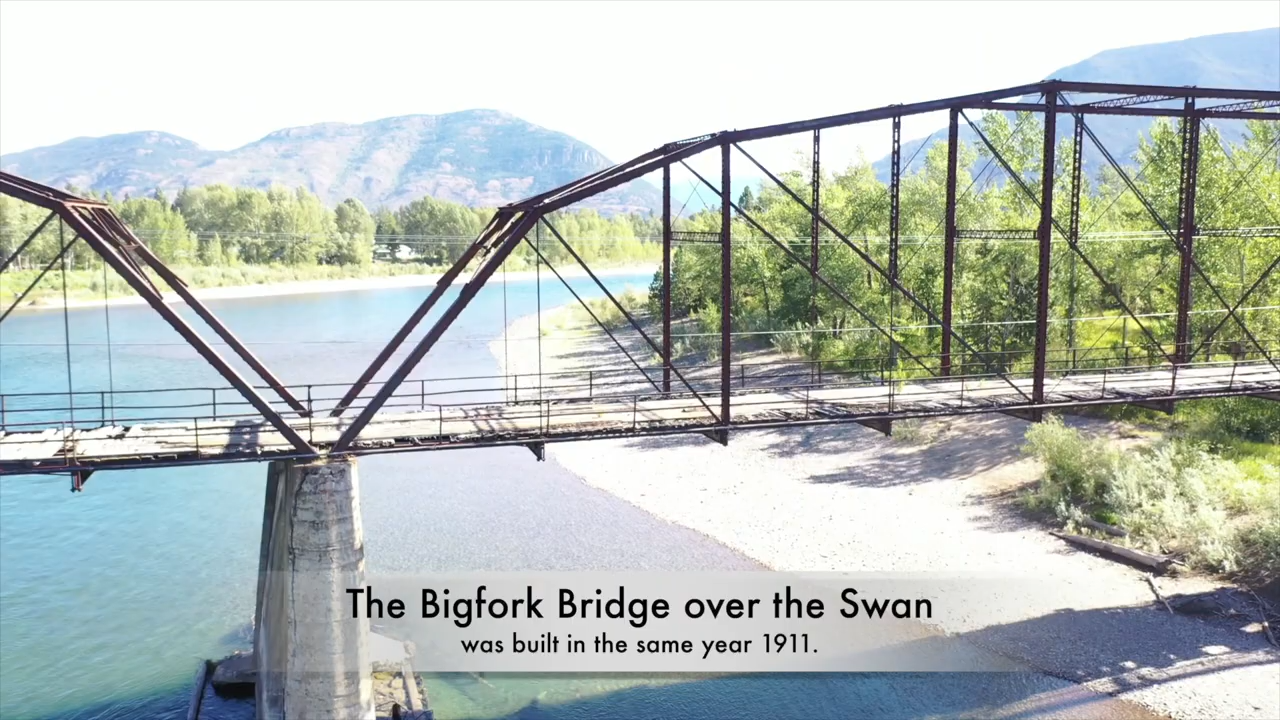 The Bigfork Bridge over the Swan
was built in the same year 1911.